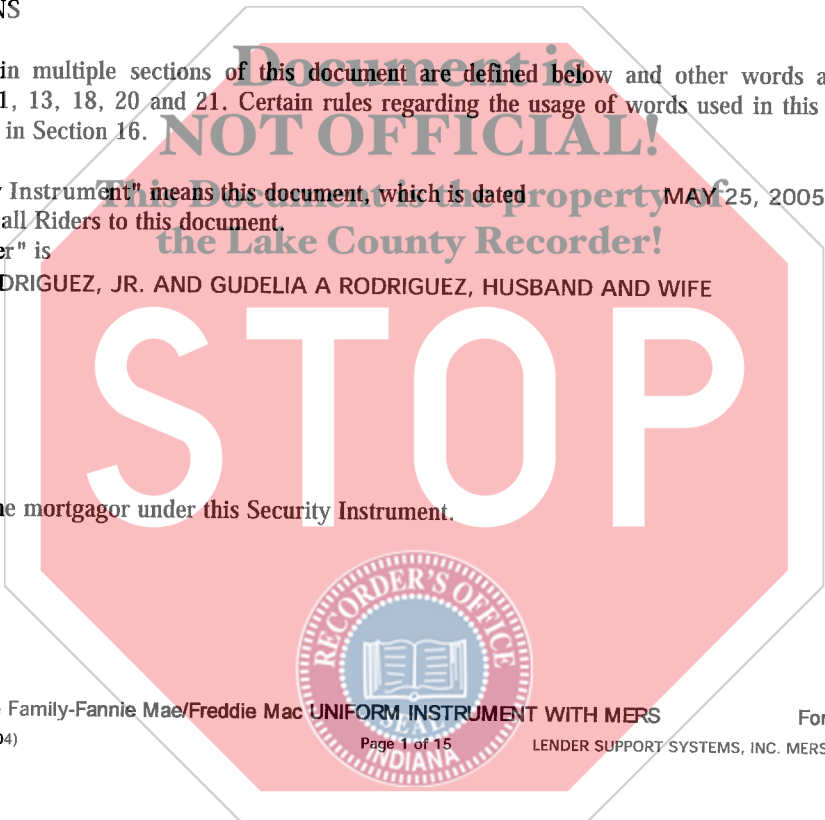 NS
Document is
in multiple sections of this document are defined below and other words a
1, 13, 18, 20 and 21. Certain rules regarding the usage of words used in this
in Section 16.
NOT OFFICIAL!
Instrument" means this document, which is dated MAY 25, 2005
This Document is the property of
all Riders to this document.
the Lake County Recorder!
er" is
DRIGUEZ, JR. AND GUDELIA A RODRIGUEZ, HUSBAND AND WIFE
STOP
he mortgagor under this Security Instrument.
RECORDER'S OFFICE
SEAL
INDIANA
Family-Fannie Mae/Freddie Mac UNIFORM INSTRUMENT WITH MERS For
04)
Page 1 of 15
LENDER SUPPORT SYSTEMS, INC. MERS